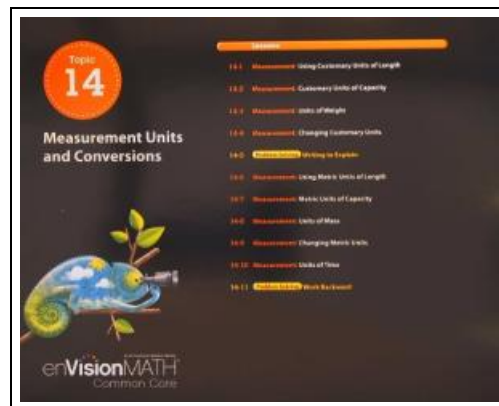 Topic
14
Measurement Units
and Conversions
Lessons
14-1 Measurement: Using Customary Units of Length
14-2 Measurement: Customary Units of Capacity
14-3 Measurement: Units of Weight
14-4 Measurement: Changing Customary Units
14-5 Problem Solving Writing to Explain
14-6 Measurement: Using Metric Units of Length
14-7 Measurement: Metric Units of Capacity
14-8 Measurement: Units of Mass
14-9 Measurement: Changing Metric Units
14-10 Measurement: Units of Time
14-11 Problem Solving Work Backward
enVisionMATH
Common Core